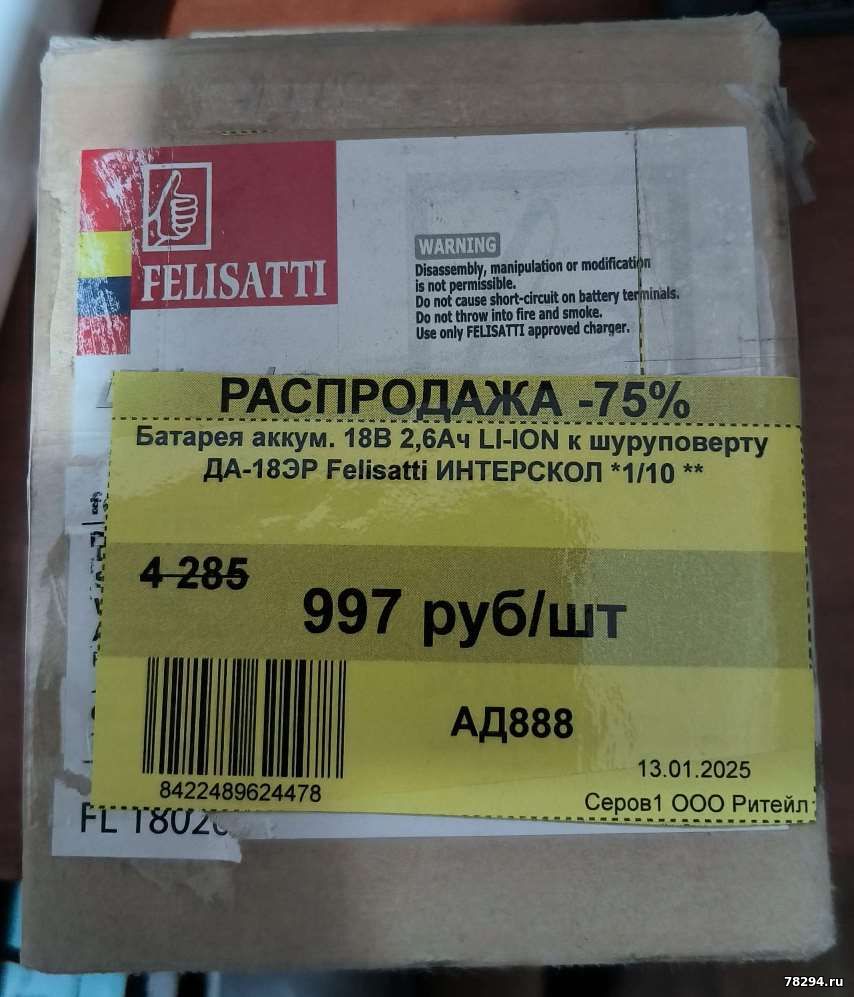 FELISATTI
WARNING
Disassembly, manipulation or modification
is not permissible.
Do not cause short-circuit on battery terminals.
Do not throw into fire and smoke.
Use only FELISATTI approved charger.
РАСПРОДАЖА -75%
Батарея аккум. 18В 2,6Ач LI-ION к шуруповерту
ДА-18ЭР Felisatti ИНТЕРСКОЛ *1/10 **
4 285
997 руб/шт
АД888
8422489624478
13.01.2025
Серов1 ООО Ритейл
78294.ru